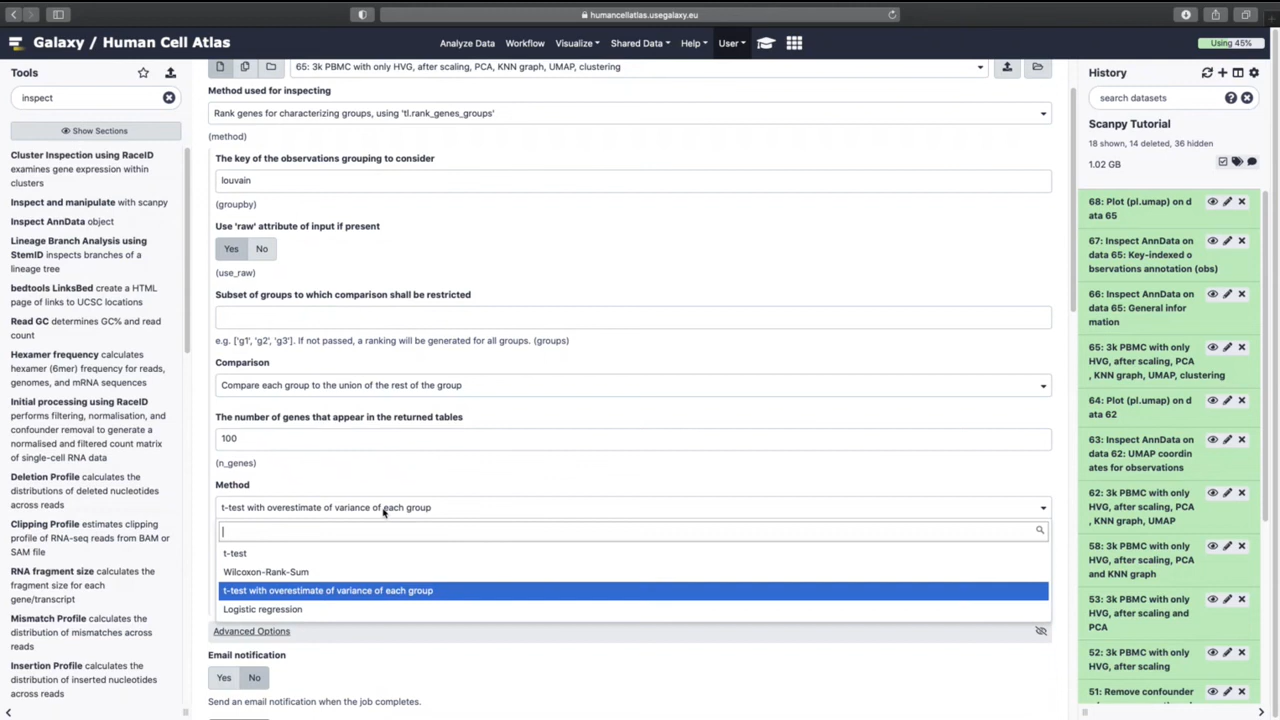 humancellatlas.usegalaxy.eu
Galaxy / Human Cell Atlas
Analyze Data
Workflow
Visualize
Shared Data
Help
User
Using 45%
Tools
inspect
Show Sections
Cluster Inspection using RaceID
examines gene expression within
clusters
Inspect and manipulate with scanpy
Inspect AnnData object
Lineage Branch Analysis using
StemID inspects branches of a
lineage tree
bedtools LinksBed create a HTML
page of links to UCSC locations
Read GC determines GC% and read
count
Hexamer frequency calculates
hexamer (6mer) frequency for reads,
genomes, and mRNA sequences
Initial processing using RaceID
performs filtering, normalisation, and
confounder removal to generate a
normalised and filtered count matrix
of single-cell RNA data
Deletion Profile calculates the
distributions of deleted nucleotides
across reads
Clipping Profile estimates clipping
profile of RNA-seq reads from BAM or
SAM file
RNA fragment size calculates the
fragment size for each
gene/transcript
Mismatch Profile calculates the
distribution of mismatches across
reads
Insertion Profile calculates the
distribution of inserted nucleotides
across reads
65: 3k PBMC with only HVG, after scaling, PCA, KNN graph, UMAP, clustering
Method used for inspecting
Rank genes for characterizing groups, using 'tl.rank_genes_groups'
(method)
The key of the observations grouping to consider
louvain
(groupby)
Use 'raw' attribute of input if present
Yes
No
(use_raw)
Subset of groups to which comparison shall be restricted
e.g. ['g1', 'g2', 'g3']. If not passed, a ranking will be generated for all groups. (groups)
Comparison
Compare each group to the union of the rest of the group
The number of genes that appear in the returned tables
100
(n_genes)
Method
t-test with overestimate of variance of each group
t-test
Wilcoxon-Rank-Sum
t-test with overestimate of variance of each group
Logistic regression
Advanced Options
Email notification
Yes
No
Send an email notification when the job completes.
History
search datasets
Scanpy Tutorial
18 shown, 14 deleted, 36 hidden
1.02 GB
68: Plot (pl.umap) on d
ata 65
67: Inspect AnnData on
data 65: Key-indexed o
bservations annotation (obs)
66: Inspect AnnData on
data 65: General infor
mation
65: 3k PBMC with only
HVG, after scaling, PCA
, KNN graph, UMAP, clustering
64: Plot (pl.umap) on d
ata 62
63: Inspect AnnData on
data 62: UMAP coordin
ates for observations
62: 3k PBMC with only
HVG, after scaling, PCA
, KNN graph, UMAP
58: 3k PBMC with only
HVG, after scaling, PCA
and KNN graph
53: 3k PBMC with only
HVG, after scaling and
PCA
52: 3k PBMC with only
HVG, after scaling
51: Remove confounder